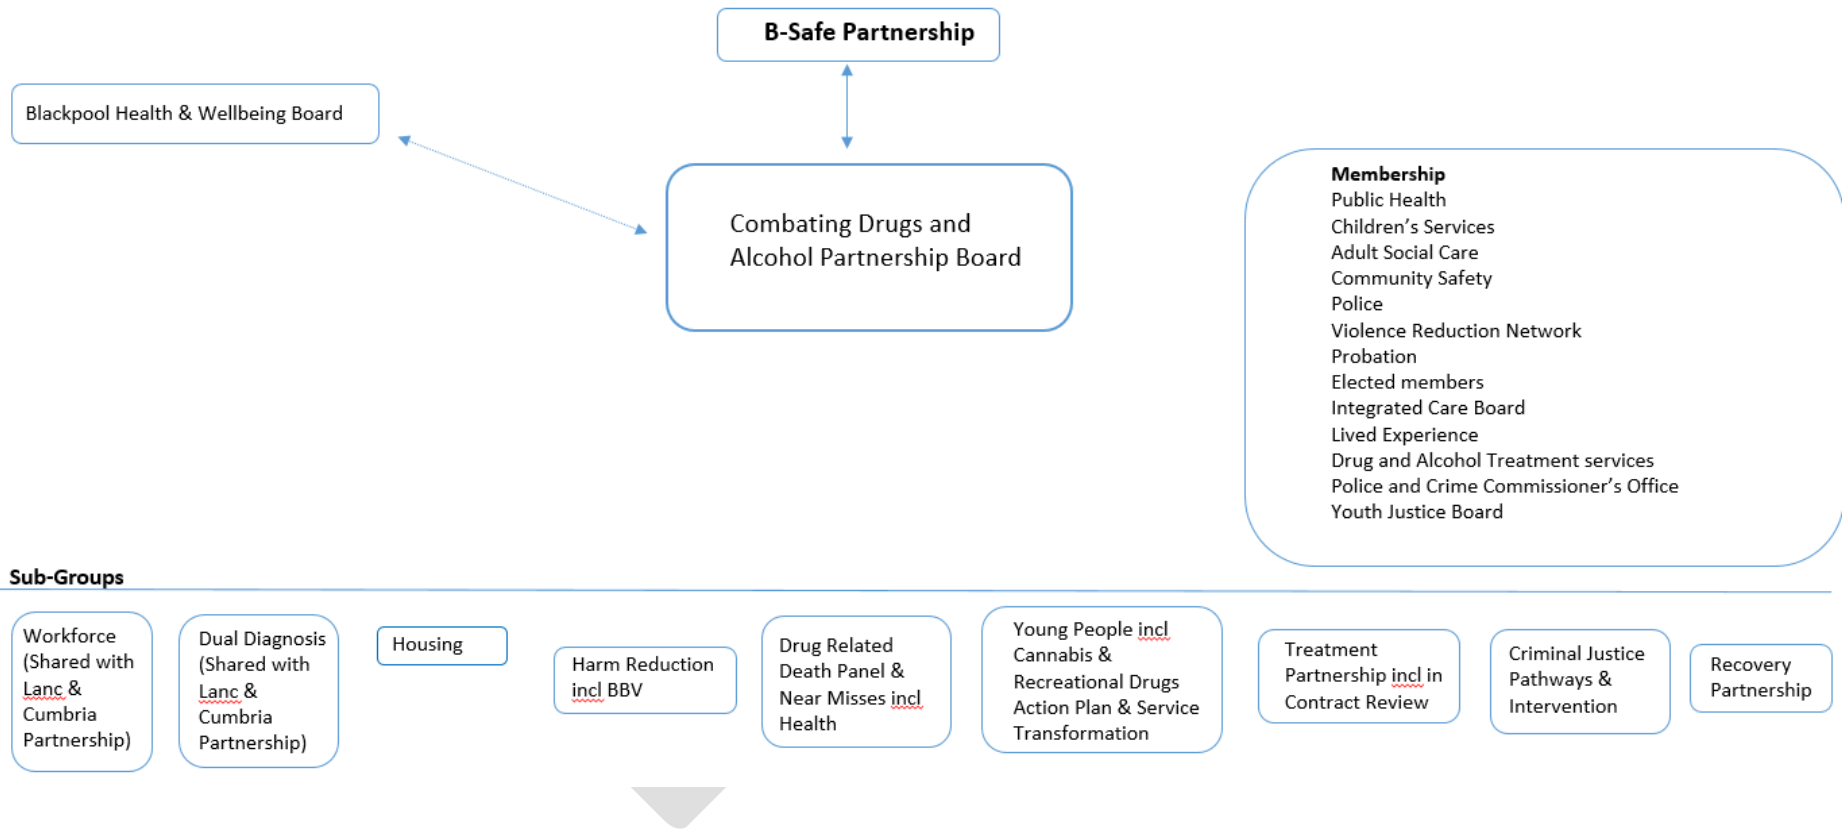 B-Safe Partnership
Blackpool Health & Wellbeing Board
Combating Drugs and
Alcohol Partnership Board
Membership
Public Health
Children’s Services
Adult Social Care
Community Safety
Police
Violence Reduction Network
Probation
Elected members
Integrated Care Board
Lived Experience
Drug and Alcohol Treatment services
Police and Crime Commissioner’s Office
Youth Justice Board
Sub-Groups
Workforce
(Shared with
Lanc &
Cumbria
Partnership)
Dual Diagnosis
(Shared with
Lanc &
Cumbria
Partnership)
Housing
Harm Reduction
incl BBV
Drug Related
Death Panel &
Near Misses incl
Health
Young People incl
Cannabis &
Recreational Drugs
Action Plan & Service
Transformation
Treatment
Partnership incl in
Contract Review
Criminal Justice
Pathways &
Intervention
Recovery
Partnership